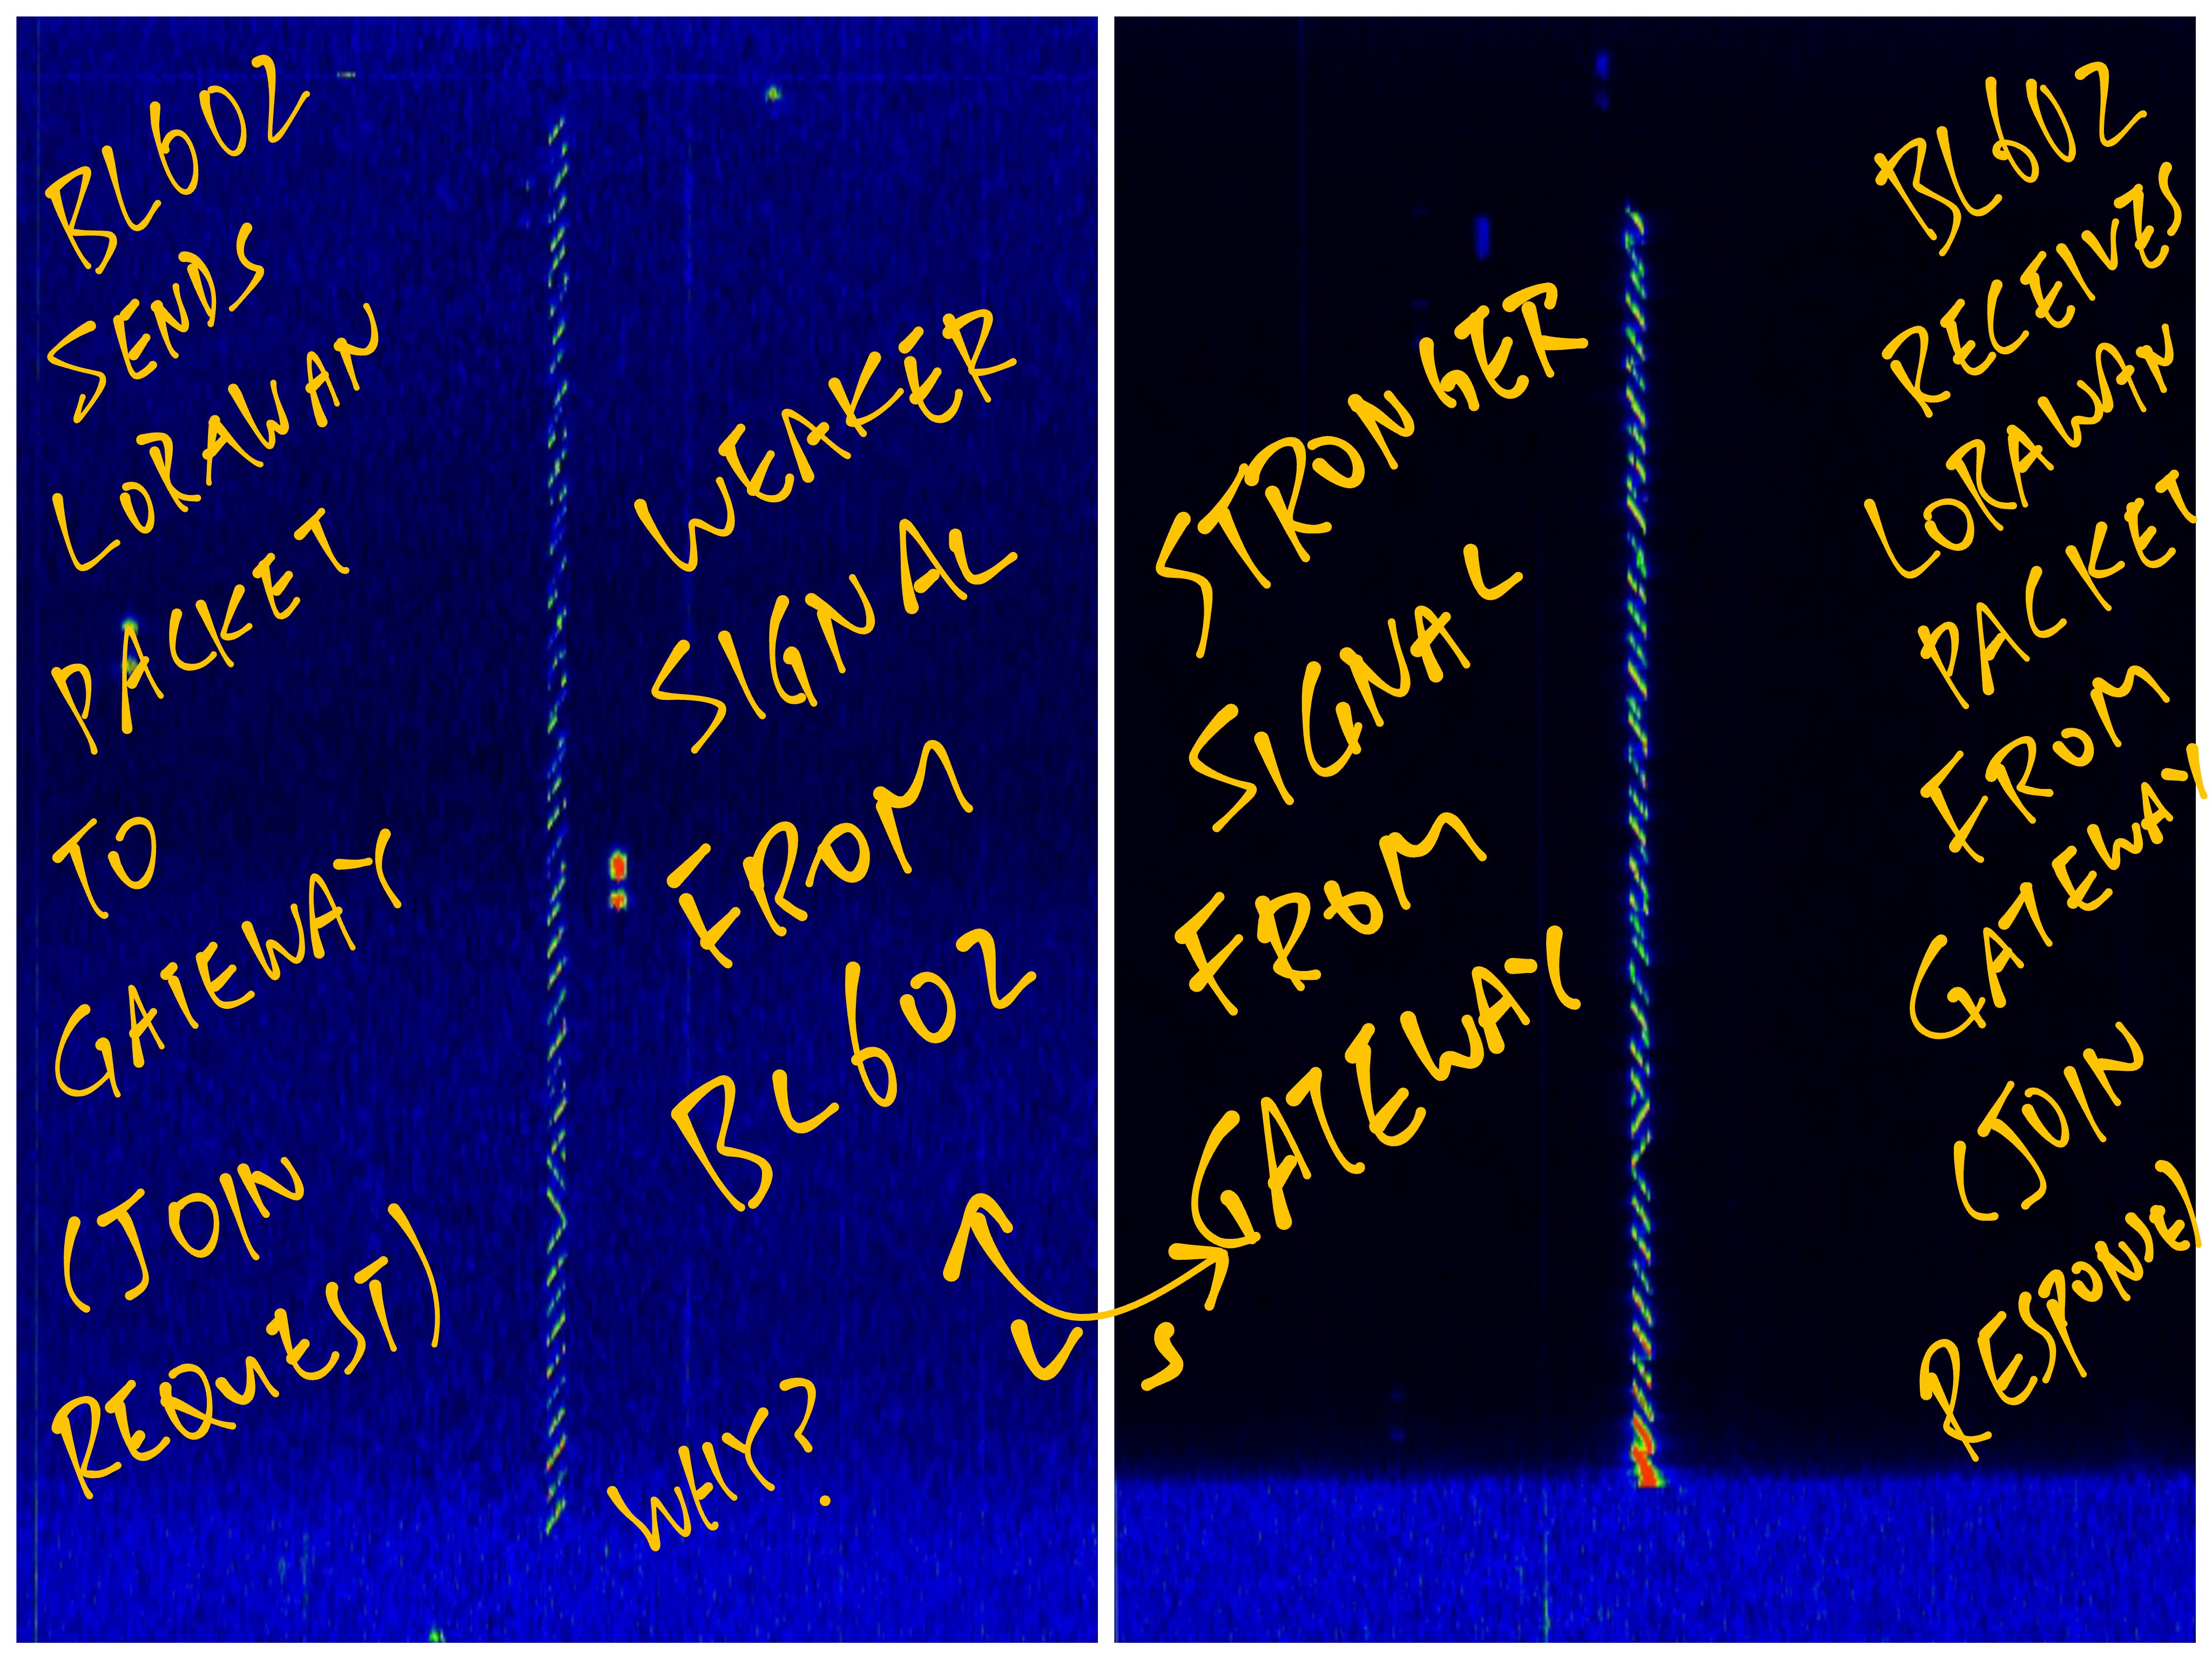 BL602
SENDS
LORAWAN
PACKET
TO
GATEWAY
(JOIN
REQUEST)
WEAKER
SIGNAL
FROM
BL602
WHY?
VS
STRONGER
SIGNAL
FROM
GATEWAY
BL602
RECEIVES
LORAWAN
PACKET
FROM
GATEWAY
(JOIN
RESPONSE)